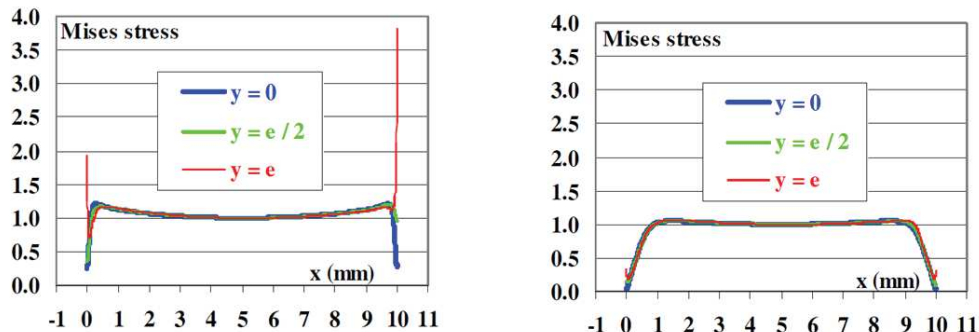 4.0
Mises stress
3.5
3.0
y = 0
2.5
y = e / 2
2.0
y = e
1.5
1.0
0.5
x (mm)
0.0
-1 0 1 2 3 4 5 6 7 8 9 10 11
4.0
Mises stress
3.5
3.0
y = 0
2.5
y = e / 2
2.0
y = e
1.5
1.0
0.5
x (mm)
0.0
-1 0 1 2 3 4 5 6 7 8 9 10 11